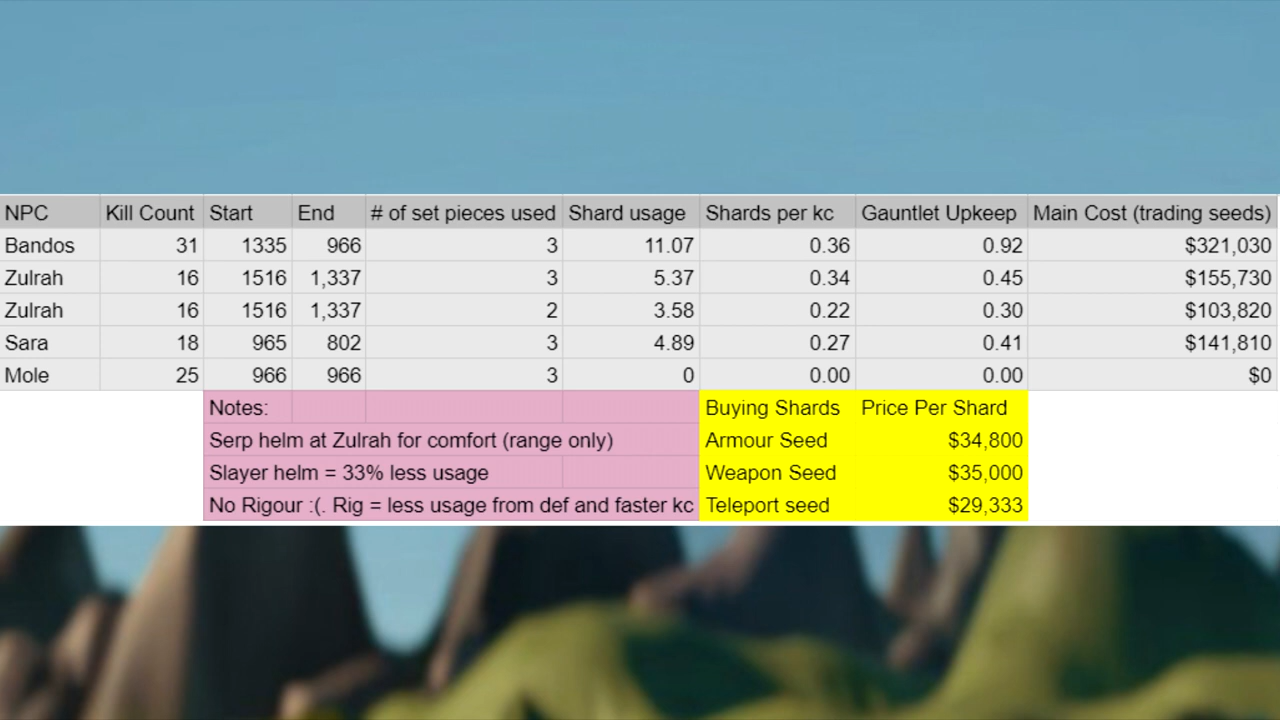 NPC Kill Count Start End # of set pieces used Shard usage Shards per kc Gauntlet Upkeep Main Cost (trading seeds)
Bandos 31 1335 966 3 11.07 0.36 0.92 $321,030
Zulrah 16 1516 1,337 3 5.37 0.34 0.45 $155,730
Zulrah 16 1516 1,337 2 3.58 0.22 0.30 $103,820
Sara 18 965 802 3 4.89 0.27 0.41 $141,810
Mole 25 966 966 3 0 0.00 0.00 $0
Notes: Buying Shards Price Per Shard
Serp helm at Zulrah for comfort (range only) Armour Seed $34,800
Slayer helm = 33% less usage Weapon Seed $35,000
No Rigour :(. Rig = less usage from def and faster kc Teleport seed $29,333